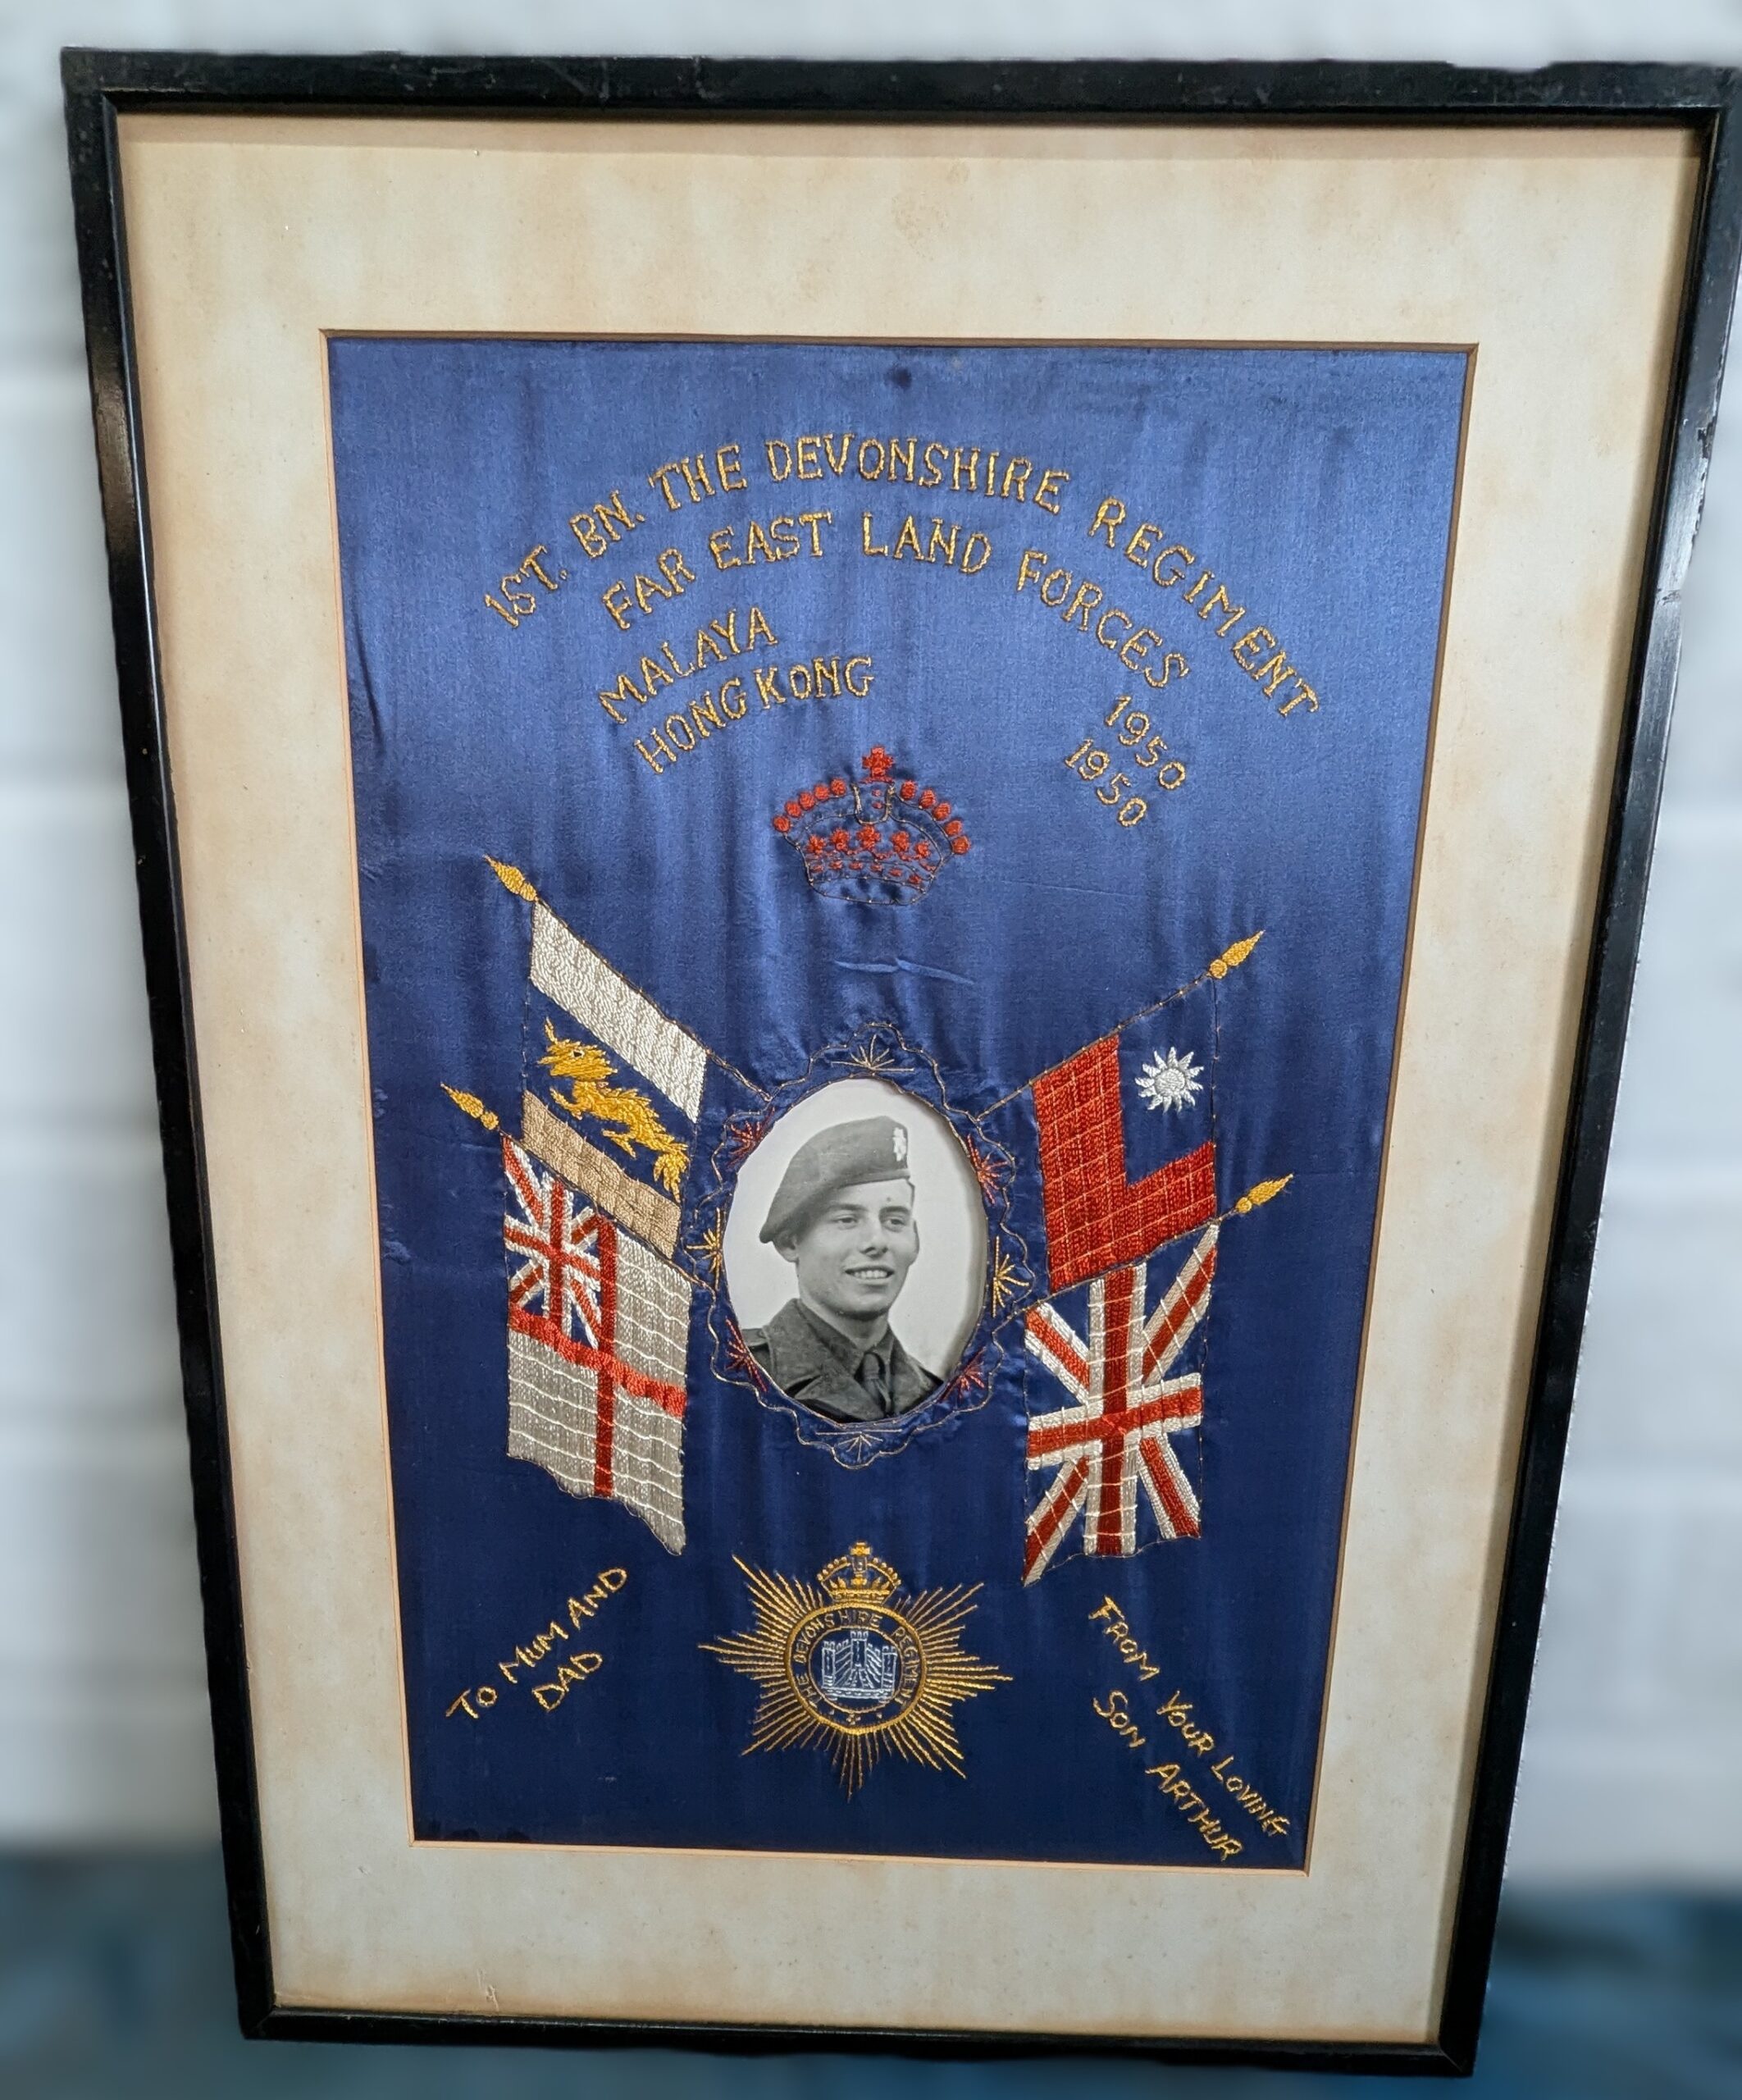 1ST. BN. THE DEVONSHIRE REGIMENT
FAR EAST LAND FORCES
MALAYA 1950
HONG KONG 1950
THE DEVONSHIRE REGIMENT
TO MUM AND
DAD
FROM YOUR LOVING
SON ARTHUR